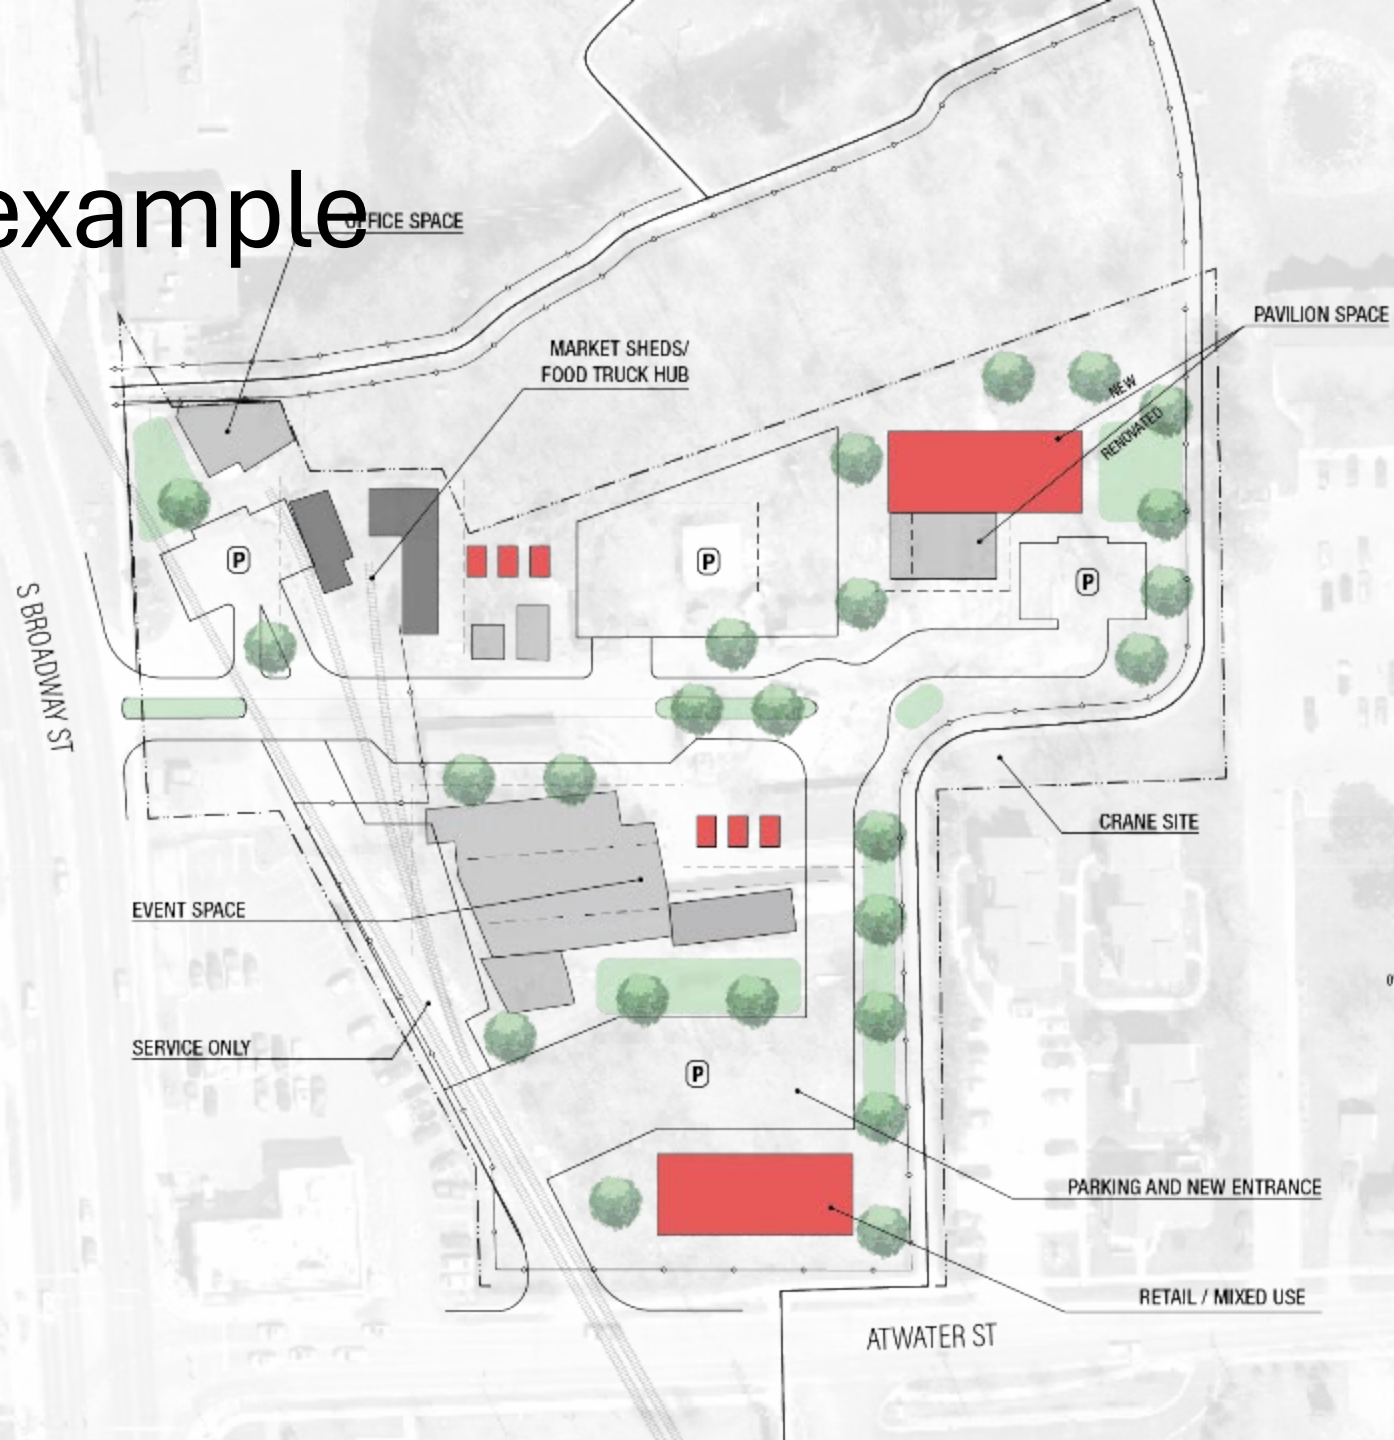 example
OFFICE SPACE
PAVILION SPACE
MARKET SHEDS/
FOOD TRUCK HUB
NEW
RENOVATED
P
P
P
S BROADWAY ST
CRANE SITE
EVENT SPACE
SERVICE ONLY
P
PARKING AND NEW ENTRANCE
RETAIL / MIXED USE
ATWATER ST